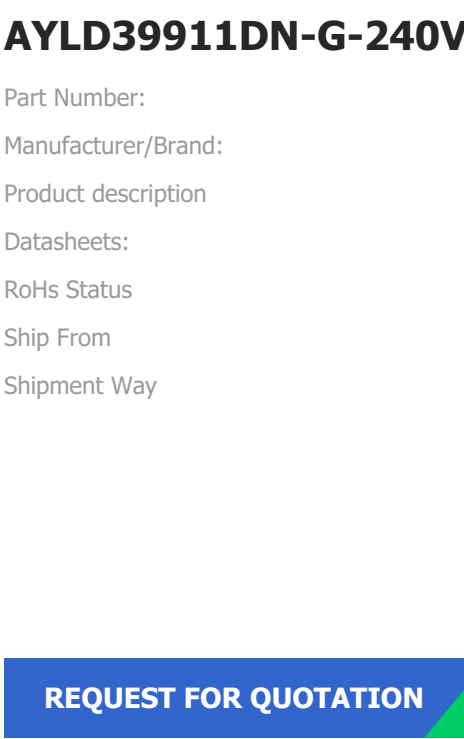 AYLD39911DN-G-240V
Part Number:
Manufacturer/Brand:
Product description
Datasheets:
RoHs Status
Ship From
Shipment Way
REQUEST FOR QUOTATION